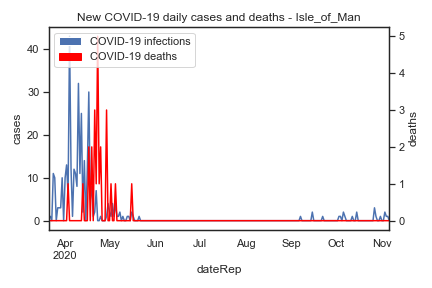 New COVID-19 daily cases and deaths - Isle_of_Man
COVID-19 infections
COVID-19 deaths
cases
40
30
20
10
0
deaths
5
4
3
2
1
0
Apr May Jun Jul Aug Sep Oct Nov
2020
dateRep